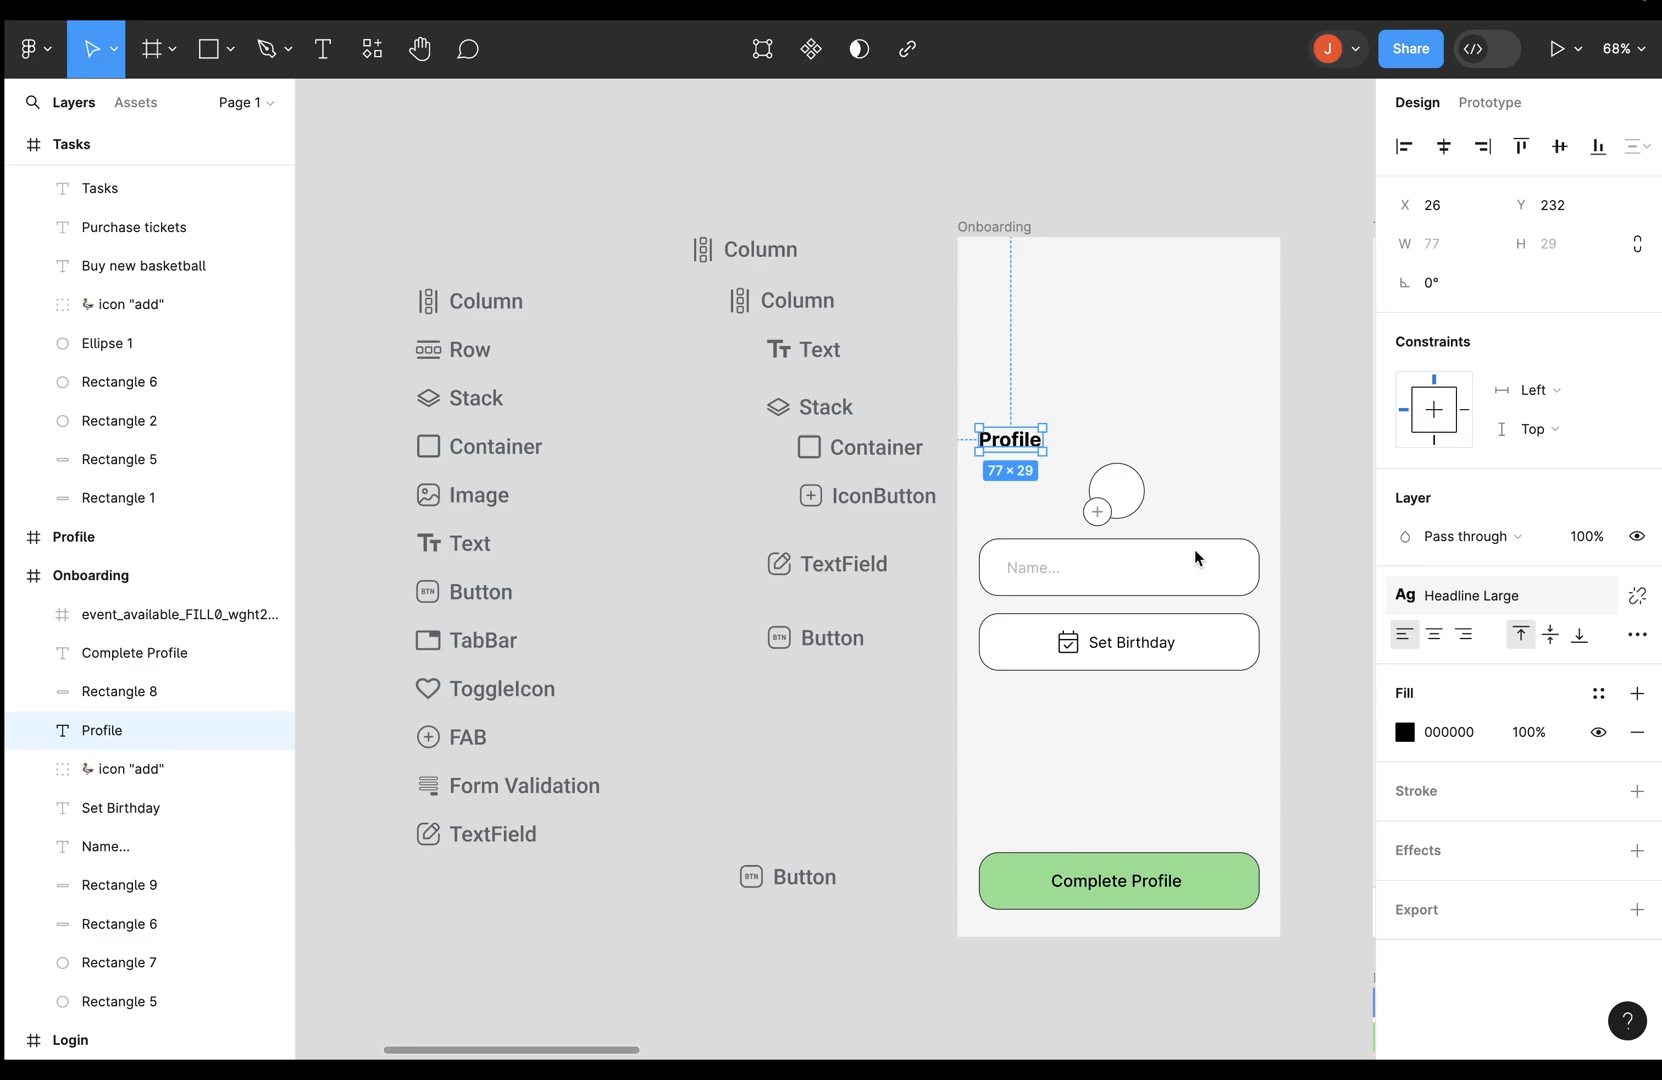 J
Share
68%
Layers
Assets
Page 1
Tasks
Tasks
Purchase tickets
Buy new basketball
icon "add"
Ellipse 1
Rectangle 6
Rectangle 2
Rectangle 5
Rectangle 1
Profile
Onboarding
event_available_FILL0_wght2...
Complete Profile
Rectangle 8
Profile
icon "add"
Set Birthday
Name...
Rectangle 9
Rectangle 6
Rectangle 7
Rectangle 5
Login
Column
Row
Stack
Container
Image
Text
BTN Button
TabBar
ToggleIcon
FAB
Form Validation
TextField
Column
Column
Text
Stack
Container
IconButton
TextField
BTN Button
BTN Button
Onboarding
Profile
77 × 29
Name...
Set Birthday
Complete Profile
Design
Prototype
X 26
Y 232
W 77
H 29
0°
Constraints
Left
Top
Layer
Pass through
100%
Ag Headline Large
Fill
000000
100%
Stroke
Effects
Export
?